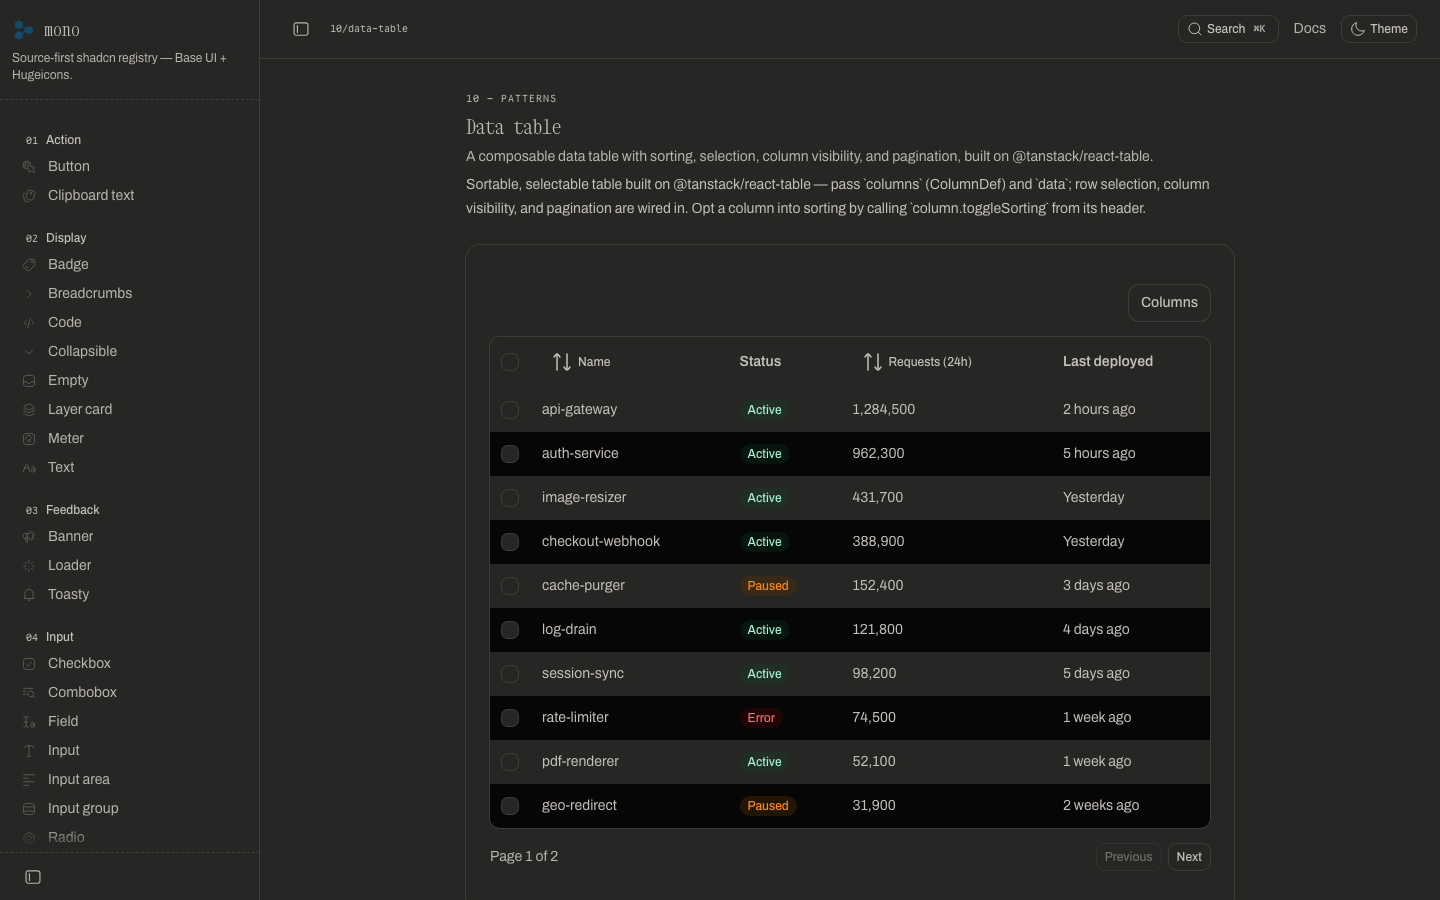 mono
Source-first shadcn registry — Base UI +
Hugeicons.
01 Action
Button
Clipboard text
02 Display
Badge
Breadcrumbs
Code
Collapsible
Empty
Layer card
Meter
Text
03 Feedback
Banner
Loader
Toasty
04 Input
Checkbox
Combobox
Field
Input
Input area
Input group
Radio
10/data-table
Search ⌘K
Docs
Theme
10 — PATTERNS
Data table
A composable data table with sorting, selection, column visibility, and pagination, built on @tanstack/react-table.
Sortable, selectable table built on @tanstack/react-table — pass `columns` (ColumnDef) and `data`; row selection, column
visibility, and pagination are wired in. Opt a column into sorting by calling `column.toggleSorting` from its header.
Columns
Name Status Requests (24h) Last deployed
api-gateway Active 1,284,500 2 hours ago
auth-service Active 962,300 5 hours ago
image-resizer Active 431,700 Yesterday
checkout-webhook Active 388,900 Yesterday
cache-purger Paused 152,400 3 days ago
log-drain Active 121,800 4 days ago
session-sync Active 98,200 5 days ago
rate-limiter Error 74,500 1 week ago
pdf-renderer Active 52,100 1 week ago
geo-redirect Paused 31,900 2 weeks ago
Page 1 of 2
Previous
Next